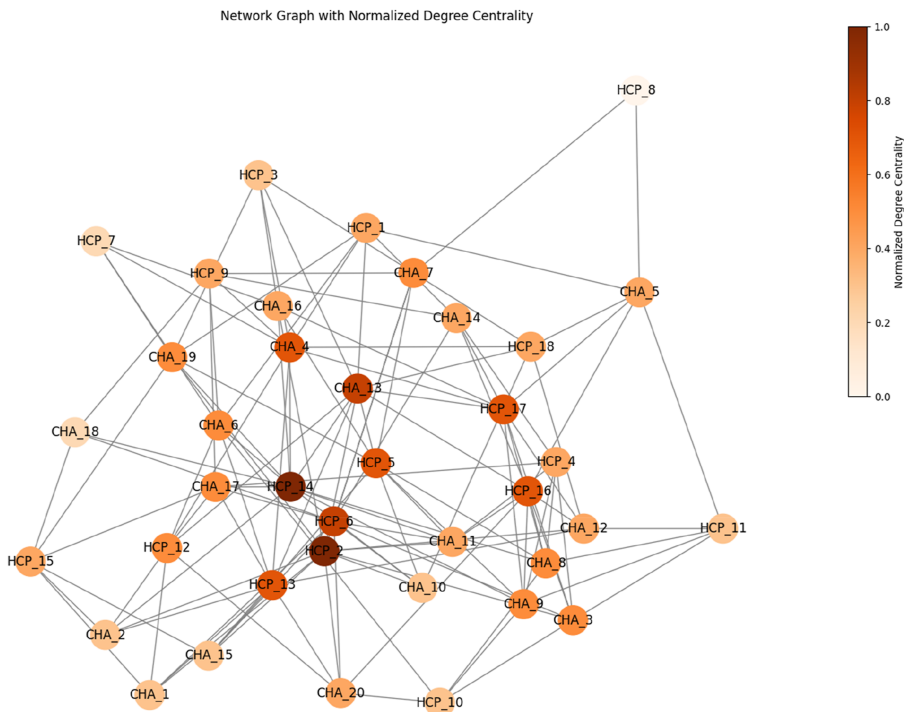 Network Graph with Normalized Degree Centrality
1.0
HCP_8
0.8
HCP_3
HCP_1
HCP_7
HCP_9
CHA_7
0.6
CHA_5
CHA_16
CHA_14
CHA_4
HCP_18
CHA_19
Normalized Degree Centrality
0.4
CHA_13
HCP_17
CHA_6
CHA_18
0.2
HCP_5
HCP_4
CHA_17
HCP_14
HCP_16
0.0
HCP_6
CHA_12
HCP_11
CHA_11
HCP_12
HCP_2
HCP_15
CHA_8
HCP_13
CHA_10
CHA_9
CHA_3
CHA_2
CHA_15
CHA_1
CHA_20
HCP_10